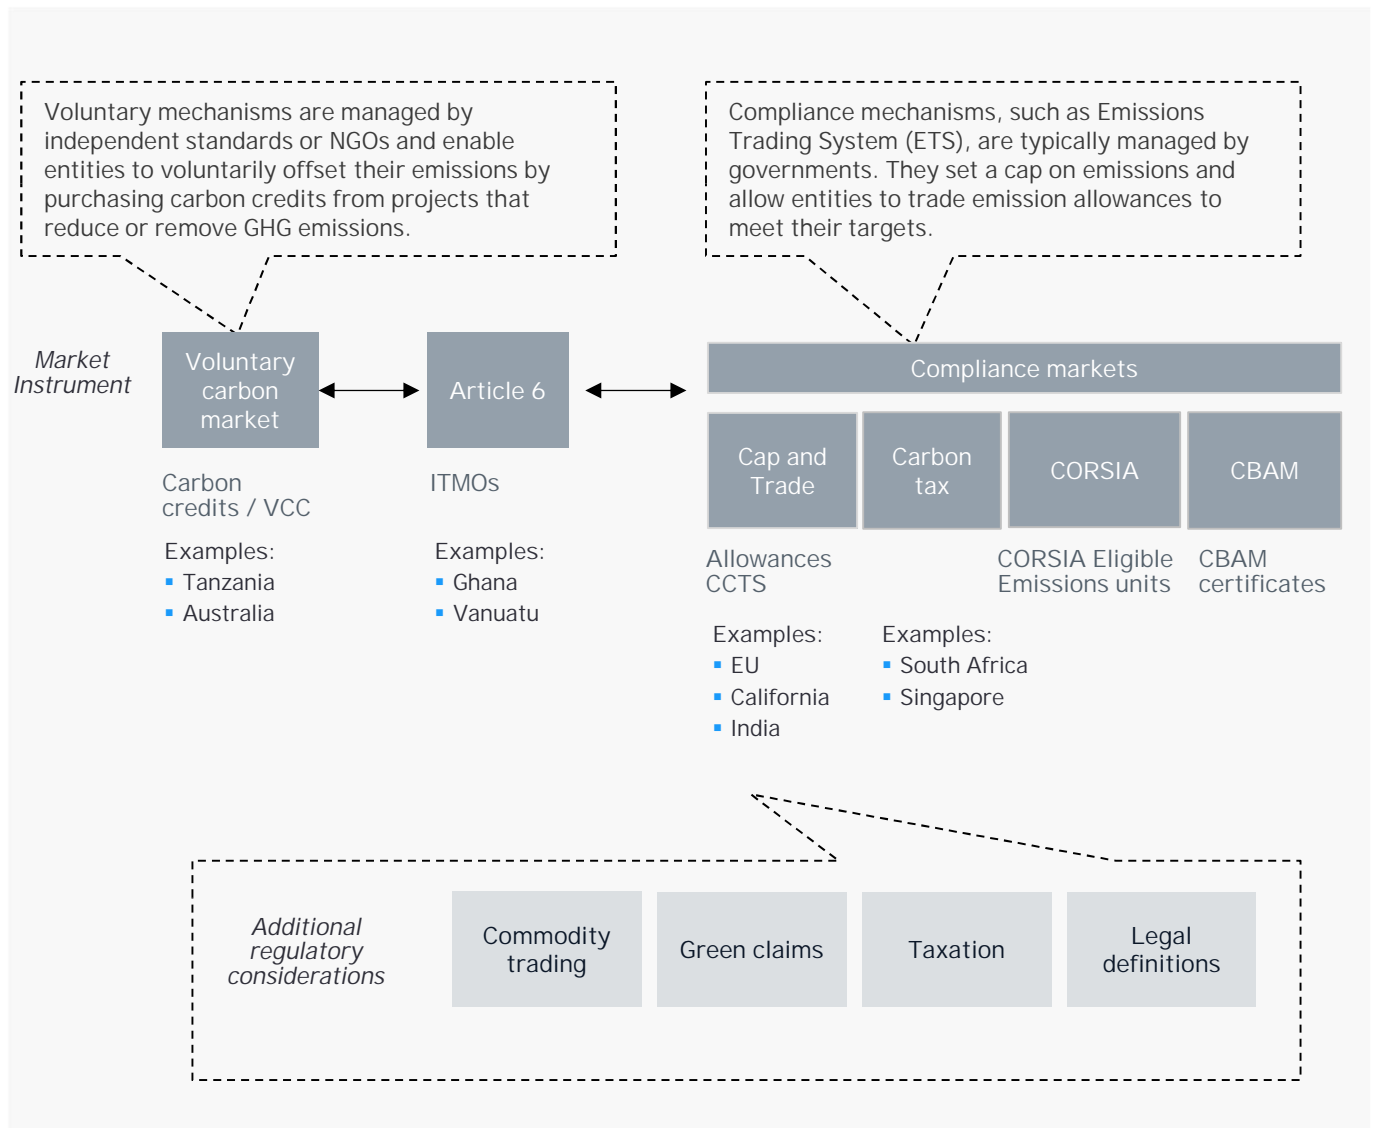 Voluntary mechanisms are managed by
independent standards or NGOs and enable
entities to voluntarily offset their emissions by
purchasing carbon credits from projects that
reduce or remove GHG emissions.
Compliance mechanisms, such as Emissions
Trading System (ETS), are typically managed by
governments. They set a cap on emissions and
allow entities to trade emission allowances to
meet their targets.
Market
Instrument
Voluntary
carbon
market
Article 6
Compliance markets
Cap and
Trade
Carbon
tax
CORSIA
CBAM
Carbon
credits / VCC
ITMOs
Allowances
CCTS
CORSIA Eligible
Emissions units
CBAM
certificates
Examples:
▪ Tanzania
▪ Australia
Examples:
▪ Ghana
▪ Vanuatu
Examples:
▪ EU
▪ California
▪ India
Examples:
▪ South Africa
▪ Singapore
Additional
regulatory
considerations
Commodity
trading
Green claims
Taxation
Legal
definitions